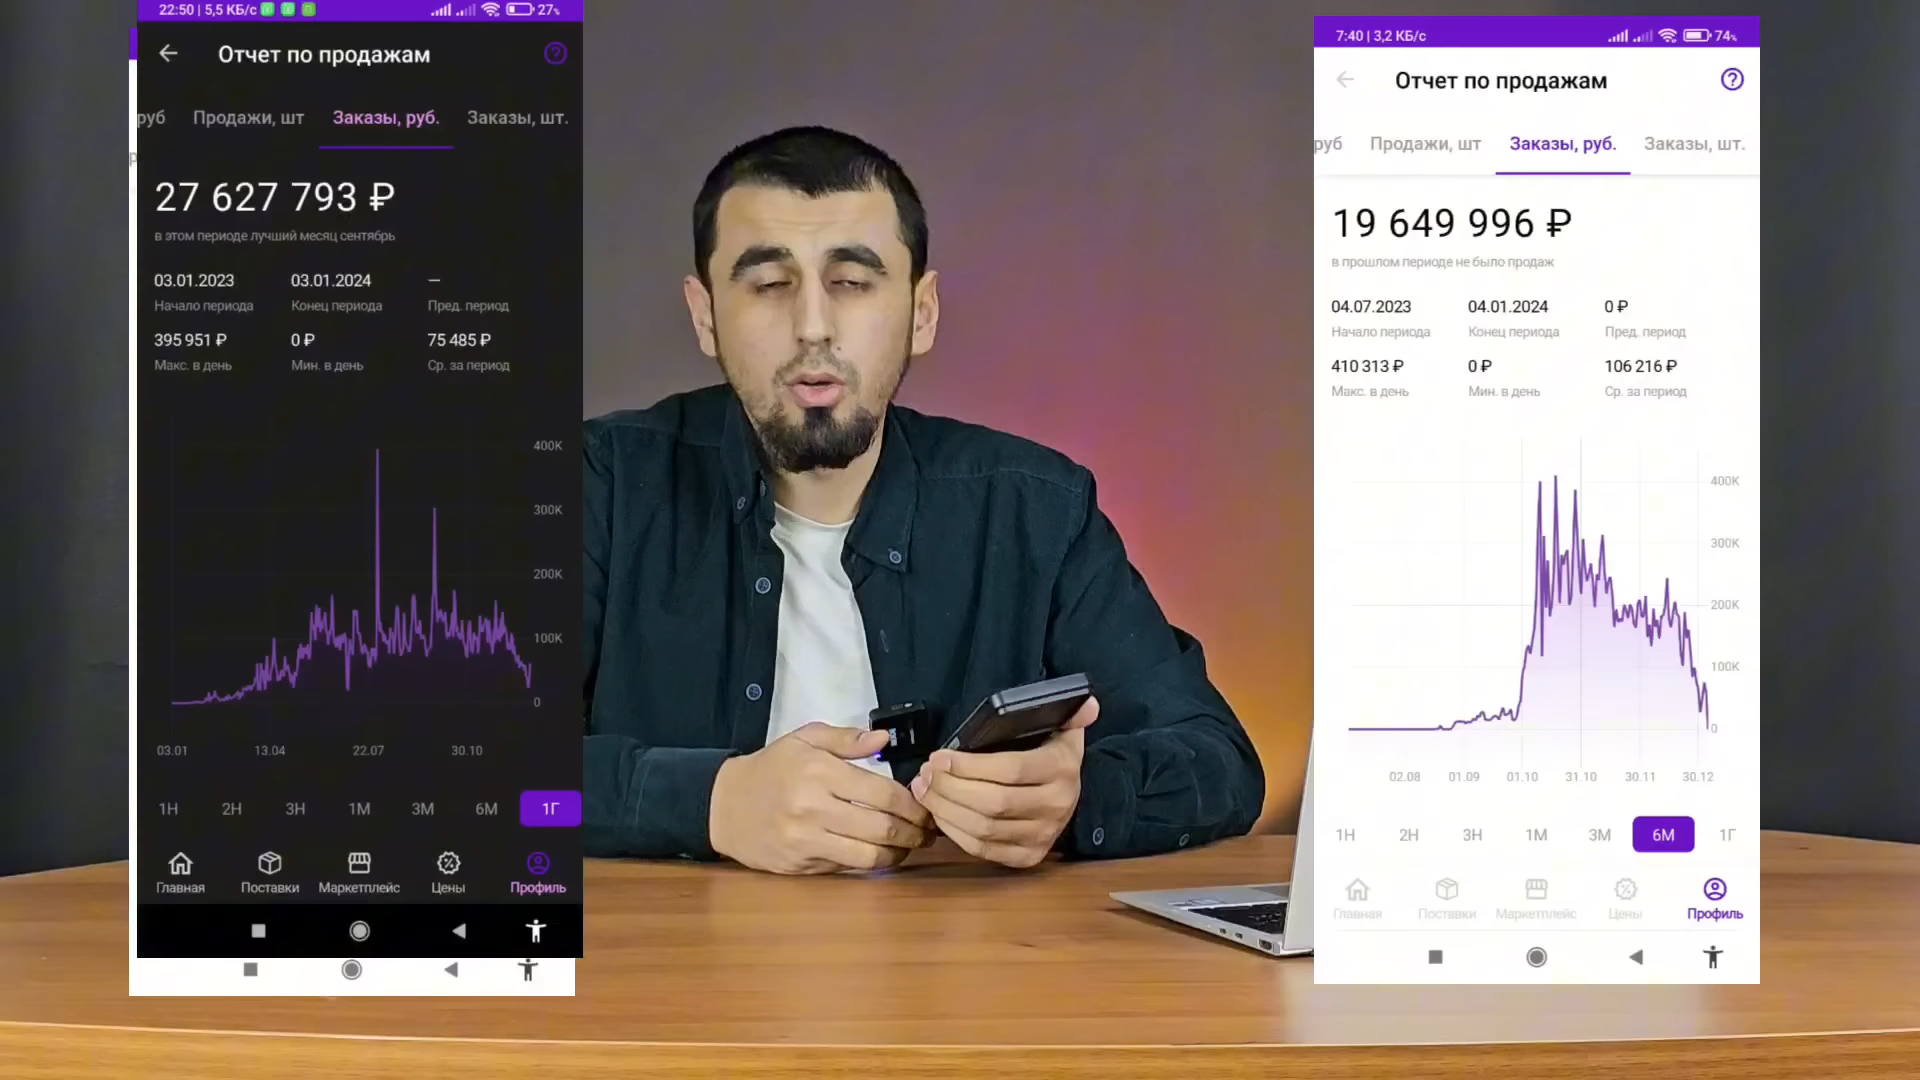 22:50 | 5,5 КБ/с
27%
Отчет по продажам
руб
Продажи, шт
Заказы, руб.
Заказы, шт.
27 627 793 ₽
в этом периоде лучший месяц сентябрь
03.01.2023
03.01.2024
—
Начало периода
Конец периода
Пред. период
395 951 ₽
0 ₽
75 485 ₽
Макс. в день
Мин. в день
Ср. за период
400K
300K
200K
100K
0
03.01
13.04
22.07
30.10
1Н
2Н
3Н
1М
3М
6М
1Г
Главная
Поставки
Маркетплейс
Цены
Профиль
7:40 | 3,2 КБ/с
74%
Отчет по продажам
руб
Продажи, шт
Заказы, руб.
Заказы, шт.
19 649 996 ₽
в прошлом периоде не было продаж
04.07.2023
04.01.2024
0 ₽
Начало периода
Конец периода
Пред. период
410 313 ₽
0 ₽
106 216 ₽
Макс. в день
Мин. в день
Ср. за период
400K
300K
200K
100K
0
02.08
01.09
01.10
31.10
30.11
30.12
1Н
2Н
3Н
1М
3М
6М
1Г
Главная
Поставки
Маркетплейс
Цены
Профиль